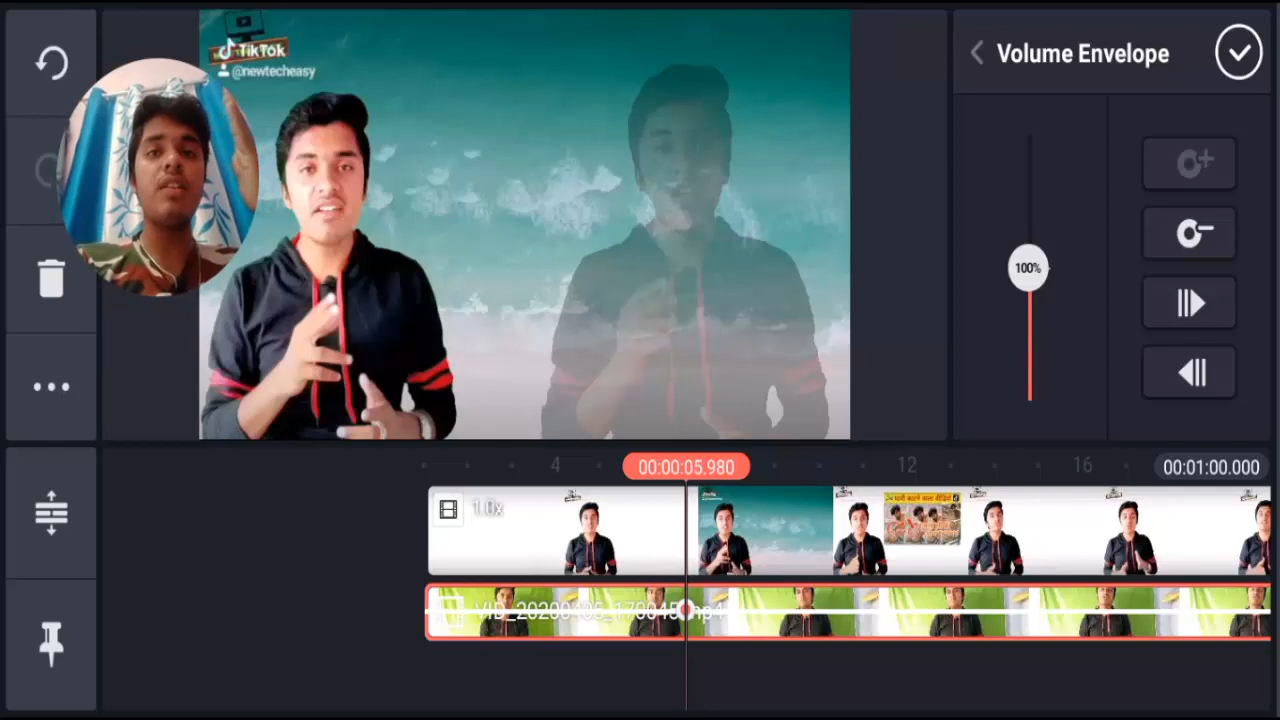 TikTok
@newtecheasy
Volume Envelope
100%
4
00:00:05.980
12
16
00:01:00.000
1.0x